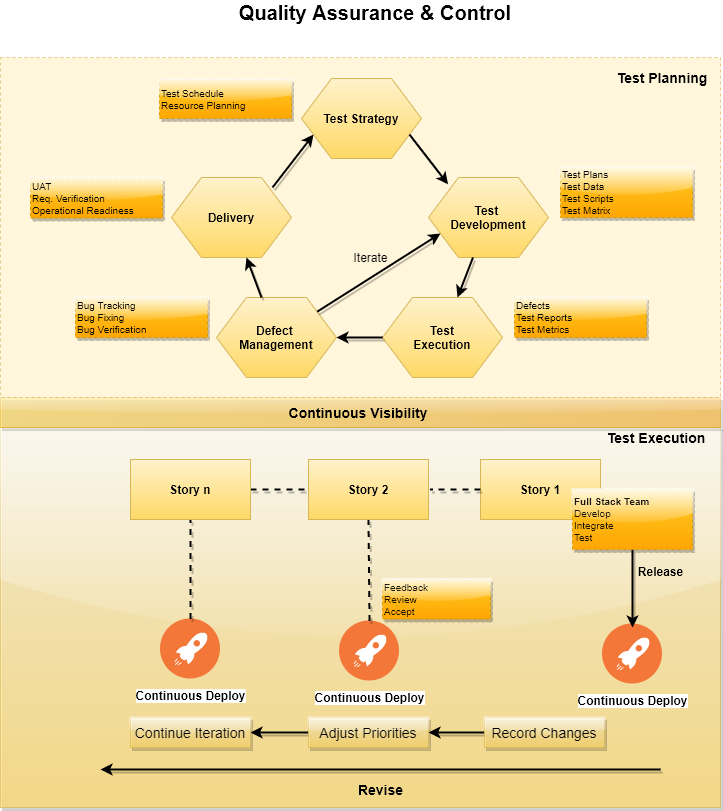 Quality Assurance & Control
Test Planning
Test Schedule
Resource Planning
Test Strategy
UAT
Req. Verification
Operational Readiness
Delivery
Test
Development
Test Plans
Test Data
Test Scripts
Test Matrix
Iterate
Bug Tracking
Bug Fixing
Bug Verification
Defect
Management
Test
Execution
Defects
Test Reports
Test Metrics
Continuous Visibility
Test Execution
Story n
Story 2
Story 1
Full Stack Team
Develop
Integrate
Test
Release
Feedback
Review
Accept
Continuous Deploy
Continuous Deploy
Continuous Deploy
Continue Iteration
Adjust Priorities
Record Changes
Revise